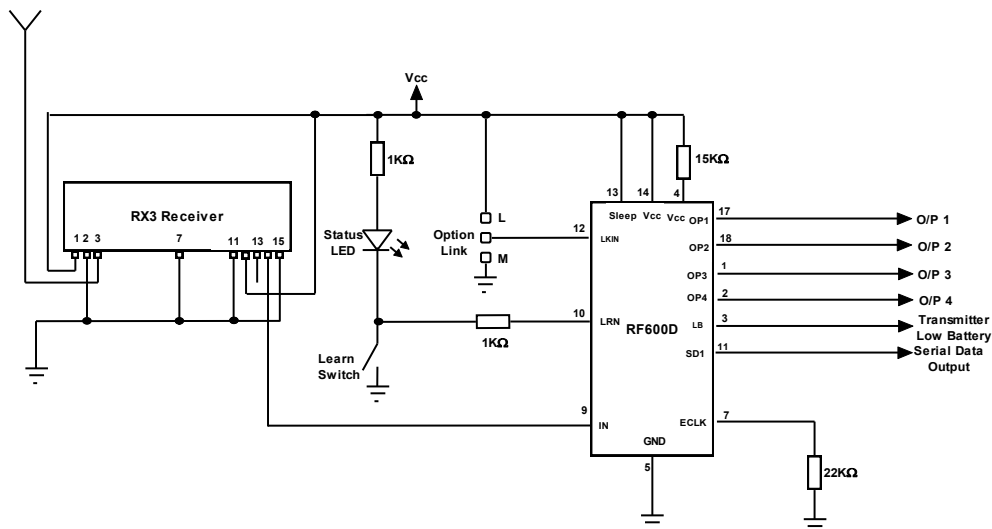 Vcc
1KΩ
15KΩ
RX3 Receiver
1 2 3 7 11 13 15
Status
LED
Option
Link
L
M
13 14 4
Sleep Vcc Vcc
12 LKIN
10 LRN
1KΩ
Learn
Switch
9 IN
RF600D
GND
5
OP1 17 O/P 1
OP2 18 O/P 2
OP3 1 O/P 3
OP4 2 O/P 4
LB 3 Transmitter
Low Battery
SD1 11 Serial Data
Output
ECLK 7
22KΩ